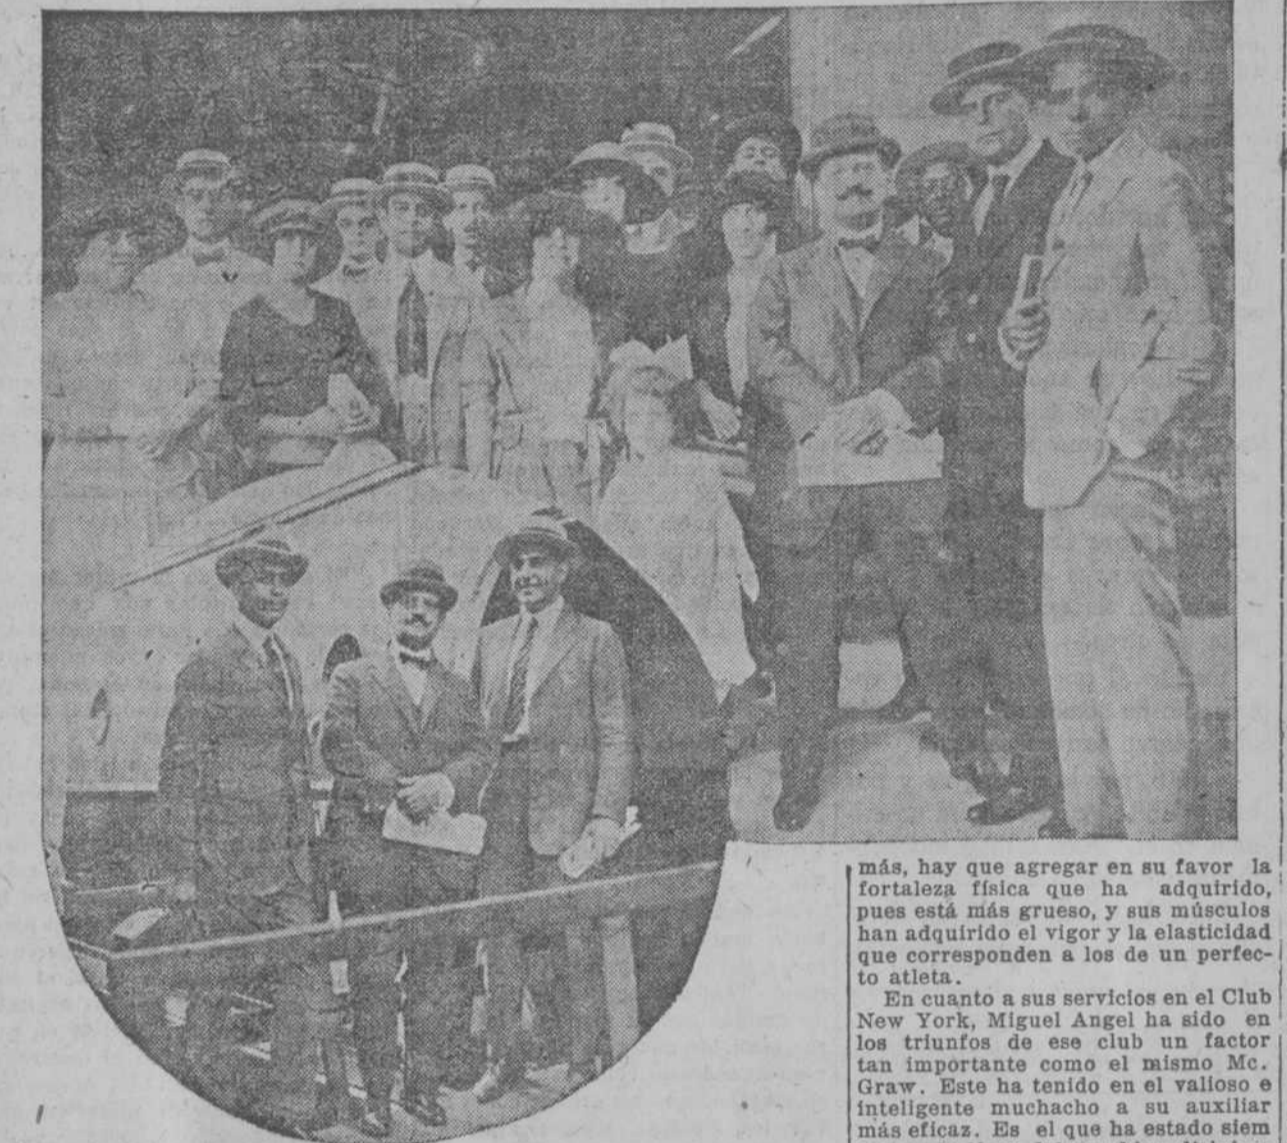 más, hay que agregar en su favor la
fortaleza física que ha adquirido,
pues está más grueso, y sus músculos
han adquirido el vigor y la elasticidad
que corresponden a los de un perfec-
to atleta.
En cuanto a sus servicios en el Club
New York, Miguel Angel ha sido en
los triunfos de ese club un factor
tan importante como el mismo Mc.
Graw. Este ha tenido en el valioso e
inteligente muchacho a su auxiliar
más eficaz. Es el que ha estado siem